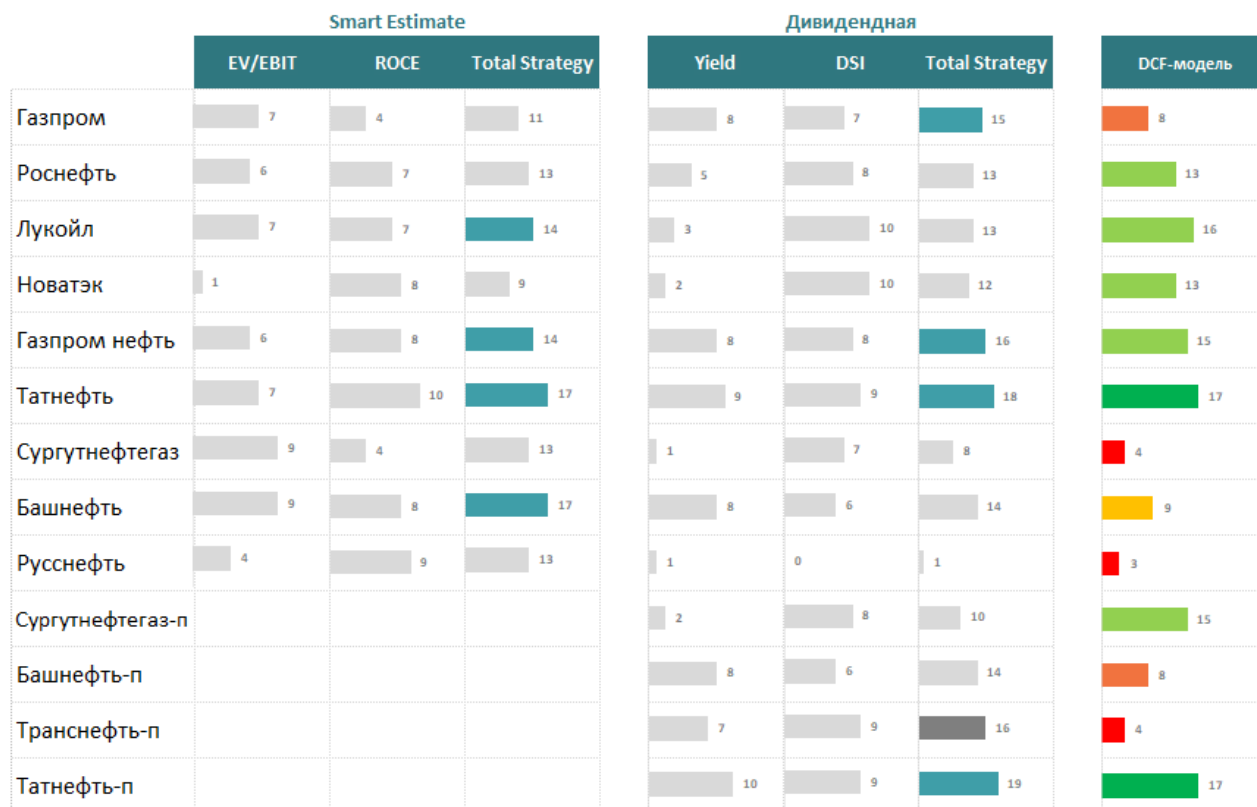 Smart Estimate Дивидендная
EV/EBIT ROCE Total Strategy Yield DSI Total Strategy DCF-модель
Газпром 7 4 11 8 7 15 8
Роснефть 6 7 13 5 8 13 13
Лукойл 7 7 14 3 10 13 16
Новатэк 1 8 9 2 10 12 13
Газпром нефть 6 8 14 8 8 16 15
Татнефть 7 10 17 9 9 18 17
Сургутнефтегаз 9 4 13 1 7 8 4
Башнефть 9 8 17 8 6 14 9
Русснефть 4 9 13 1 0 1 3
Сургутнефтегаз-п 2 8 10 15
Башнефть-п 8 6 14 8
Транснефть-п 7 9 16 4
Татнефть-п 10 9 19 17